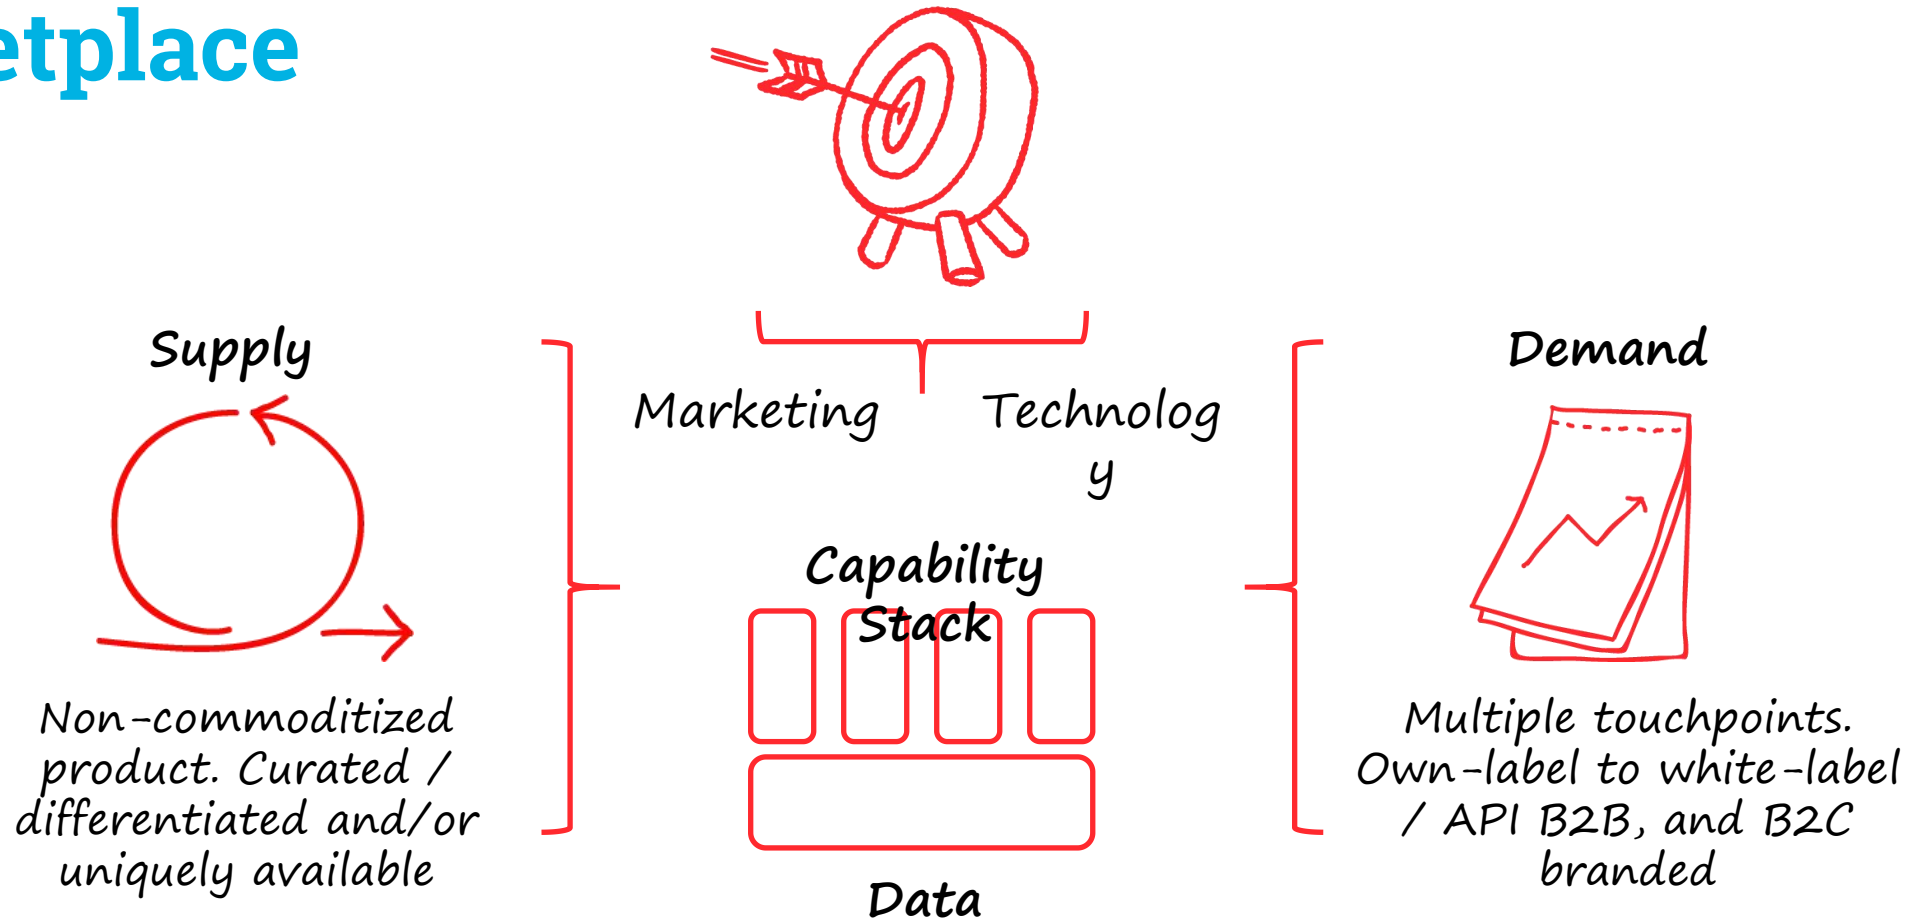 etplace
Supply
Non-commoditized
product. Curated /
differentiated and/or
uniquely available
Marketing
Technolog
y
Capability
Stack
Data
Demand
Multiple touchpoints.
Own-label to white-label
/ API B2B, and B2C
branded